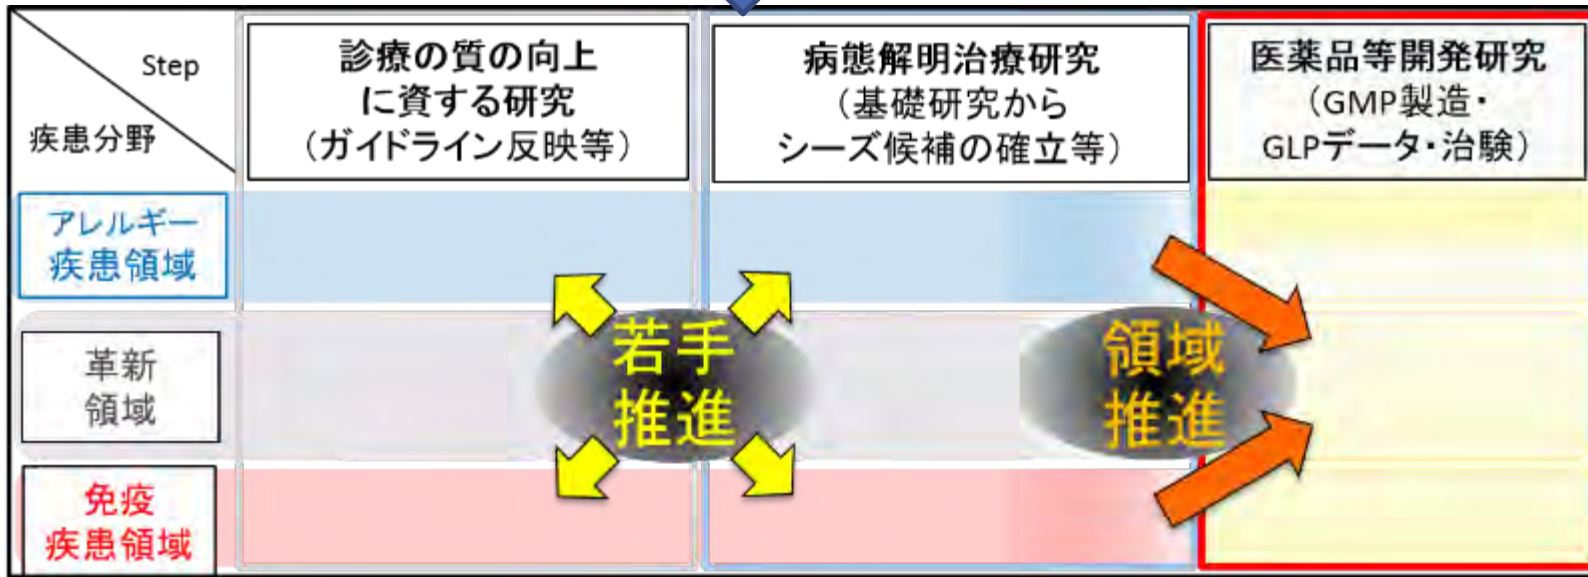 Step
疾患分野
診療の質の向上
に資する研究
(ガイドライン反映等)
病態解明治療研究
(基礎研究から
シーズ候補の確立等)
医薬品等開発研究
(GMP製造・
GLPデータ・治験)
アレルギー
疾患領域
革新
領域
若手
推進
領域
推進
免疫
疾患領域